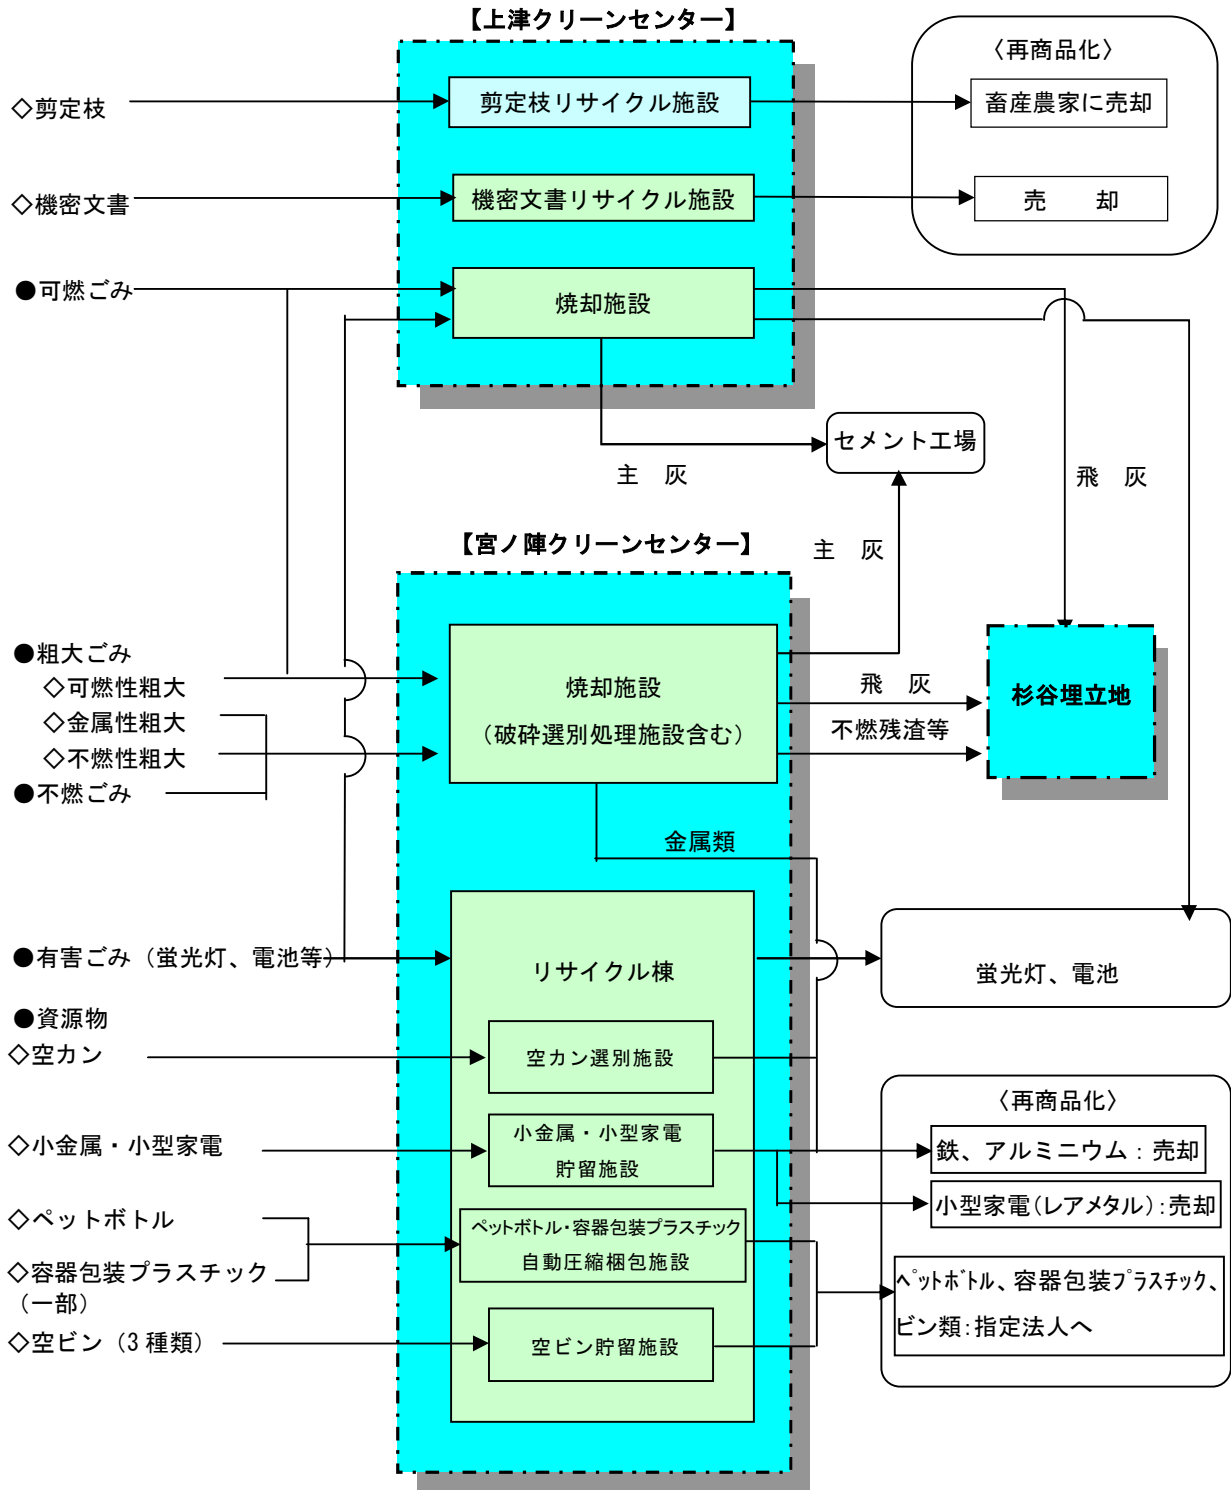 【上津クリーンセンター】
〈再商品化〉
◇剪定枝
剪定枝リサイクル施設
畜産農家に売却
◇機密文書
機密文書リサイクル施設
売　却
●可燃ごみ
焼却施設
セメント工場
主　灰
飛　灰
【宮ノ陣クリーンセンター】
主　灰
●粗大ごみ
◇可燃性粗大
◇金属性粗大
◇不燃性粗大
●不燃ごみ
焼却施設
（破砕選別処理施設含む）
飛　灰
不燃残渣等
杉谷埋立地
金属類
●有害ごみ（蛍光灯、電池等）
リサイクル棟
蛍光灯、電池
●資源物
◇空カン
空カン選別施設
〈再商品化〉
◇小金属・小型家電
小金属・小型家電
貯留施設
鉄、アルミニウム：売却
小型家電(レアメタル)：売却
◇ペットボトル
◇容器包装プラスチック
（一部）
ペットボトル・容器包装プラスチック
自動圧縮梱包施設
ペットボトル、容器包装プラスチック、
ビン類：指定法人へ
◇空ビン（3種類）
空ビン貯留施設